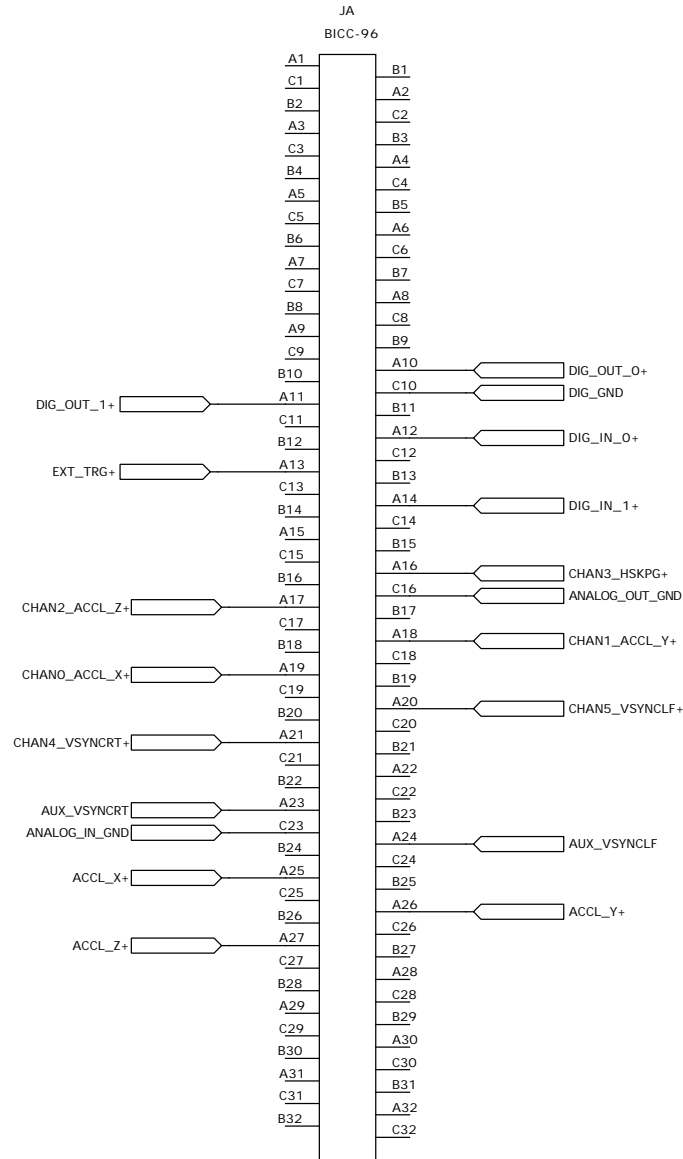 JA
BICC-96
A1
B1
C1
A2
B2
C2
A3
B3
C3
A4
B4
C4
A5
B5
C5
A6
B6
C6
A7
B7
C7
A8
B8
C8
A9
B9
C9
A10 DIG_OUT_0+
B10
C10 DIG_GND
DIG_OUT_1+ A11
B11
C11
A12 DIG_IN_0+
B12
C12
EXT_TRG+ A13
B13
C13
A14 DIG_IN_1+
B14
C14
A15
B15
C15
A16 CHAN3_HSKPG+
B16
C16 ANALOG_OUT_GND
CHAN2_ACCL_Z+ A17
B17
C17
A18 CHAN1_ACCL_Y+
B18
C18
CHAN0_ACCL_X+ A19
B19
C19
A20 CHAN5_VSYNCLF+
B20
C20
CHAN4_VSYNCRT+ A21
B21
C21
A22
B22
C22
AUX_VSYNCRT A23
B23
ANALOG_IN_GND C23
A24 AUX_VSYNCLF
B24
C24
ACCL_X+ A25
B25
C25
A26 ACCL_Y+
B26
C26
ACCL_Z+ A27
B27
C27
A28
B28
C28
A29
B29
C29
A30
B30
C30
A31
B31
C31
A32
B32
C32